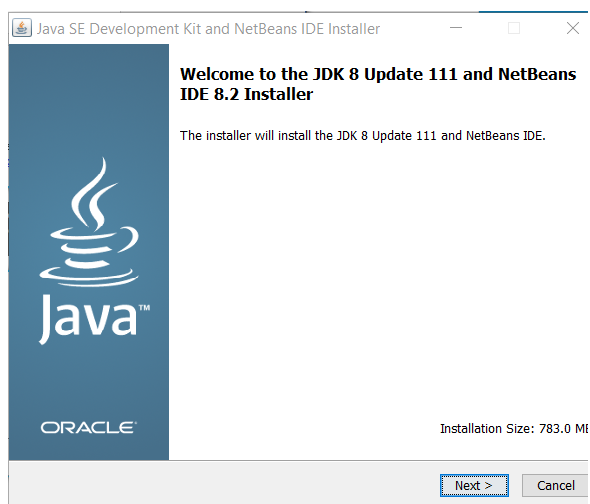 Java SE Development Kit and NetBeans IDE Installer
Welcome to the JDK 8 Update 111 and NetBeans
IDE 8.2 Installer
The installer will install the JDK 8 Update 111 and NetBeans IDE.
Java™
ORACLE®
Installation Size: 783.0 MB
Next >
Cancel